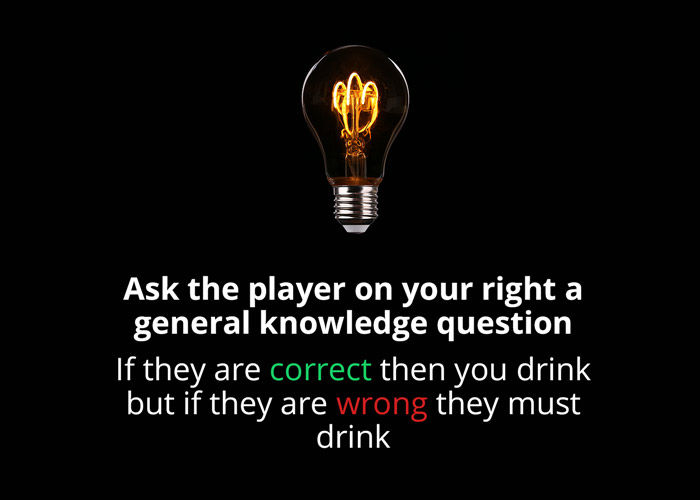 Ask the player on your right a
general knowledge question
If they are correct then you drink
but if they are wrong they must
drink